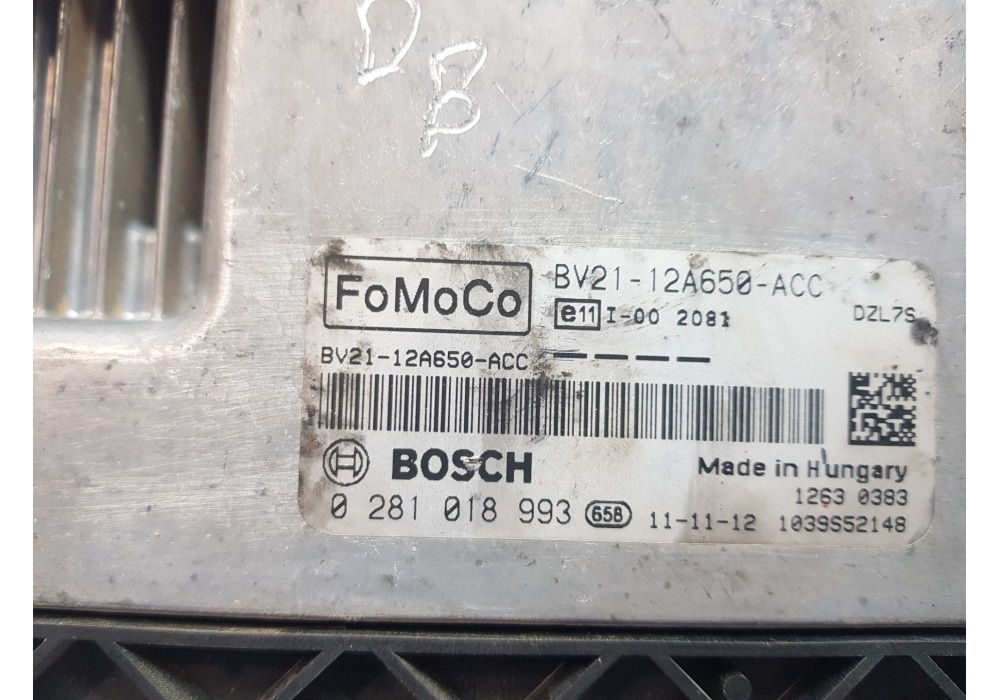 DB
FoMoCo
BV21-12A650-ACC
e11 I-00 2081
DZL7S
BV21-12A650-ACC
BOSCH
Made in Hungary
1263 0383
0 281 018 993 65B 11-11-12 1039S52148